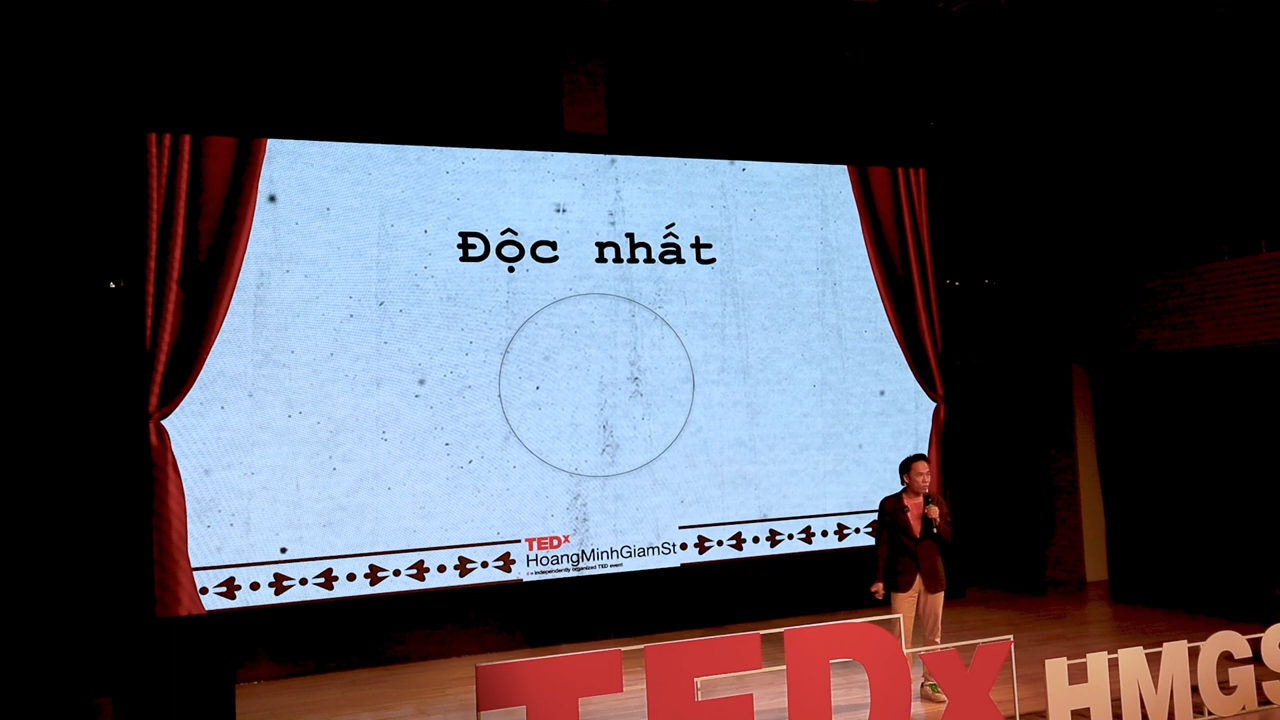 Độc nhất
TEDx
HoangMinhGiamSt
x = independently organized TED event
TEDx HMGS